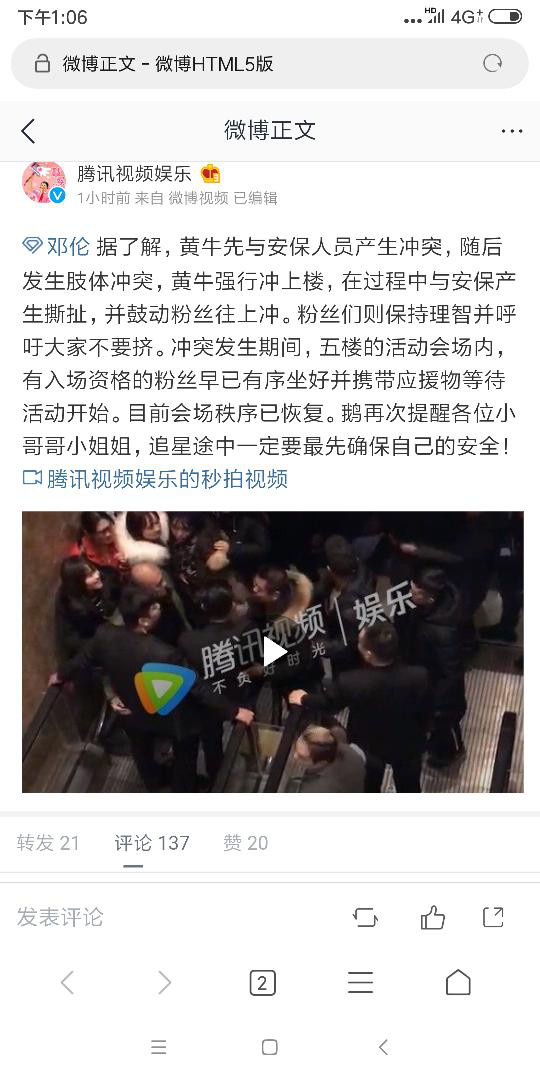 下午1:06
HD 4G+
微博正文 - 微博HTML5版
微博正文
腾讯视频娱乐
1小时前 来自 微博视频 已编辑
邓伦 据了解，黄牛先与安保人员产生冲突，随后
发生肢体冲突，黄牛强行冲上楼，在过程中与安保产
生撕扯，并鼓动粉丝往上冲。粉丝们则保持理智并呼
吁大家不要挤。冲突发生期间，五楼的活动会场内，
有入场资格的粉丝早已有序坐好并携带应援物等待
活动开始。目前会场秩序已恢复。鹅再次提醒各位小
哥哥小姐姐，追星途中一定要最先确保自己的安全！
腾讯视频娱乐的秒拍视频
腾讯视频 | 娱乐
不负好时光
转发 21 评论 137 赞 20
发表评论
2